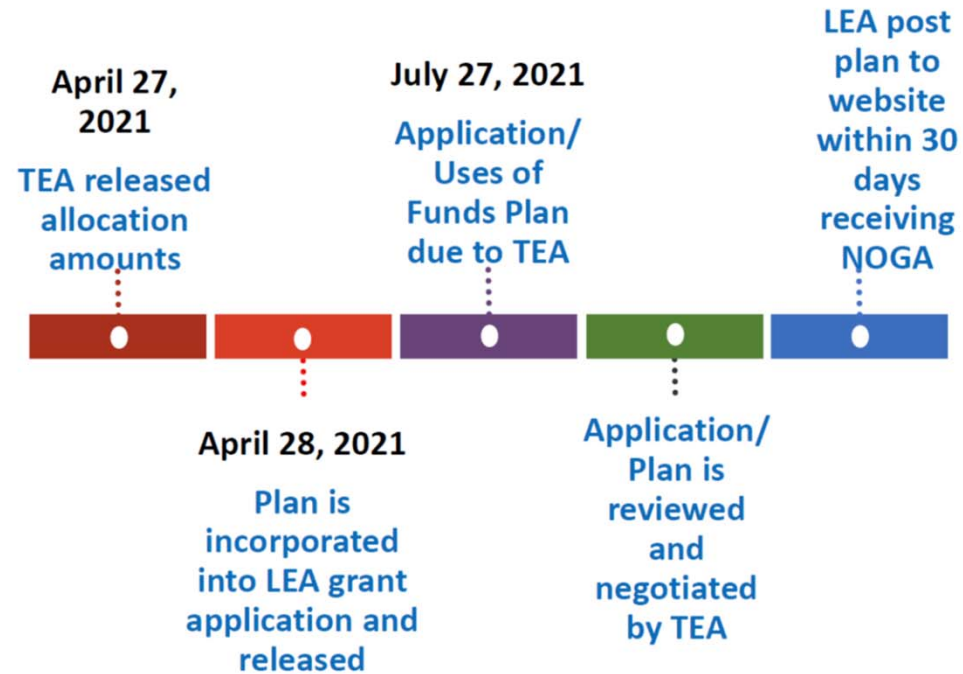 April 27,
2021
TEA released
allocation
amounts
April 28, 2021
Plan is
incorporated
into LEA grant
application and
released
July 27, 2021
Application/
Uses of
Funds Plan
due to TEA
Application/
Plan is
reviewed
and
negotiated
by TEA
LEA post
plan to
website
within 30
days
receiving
NOGA